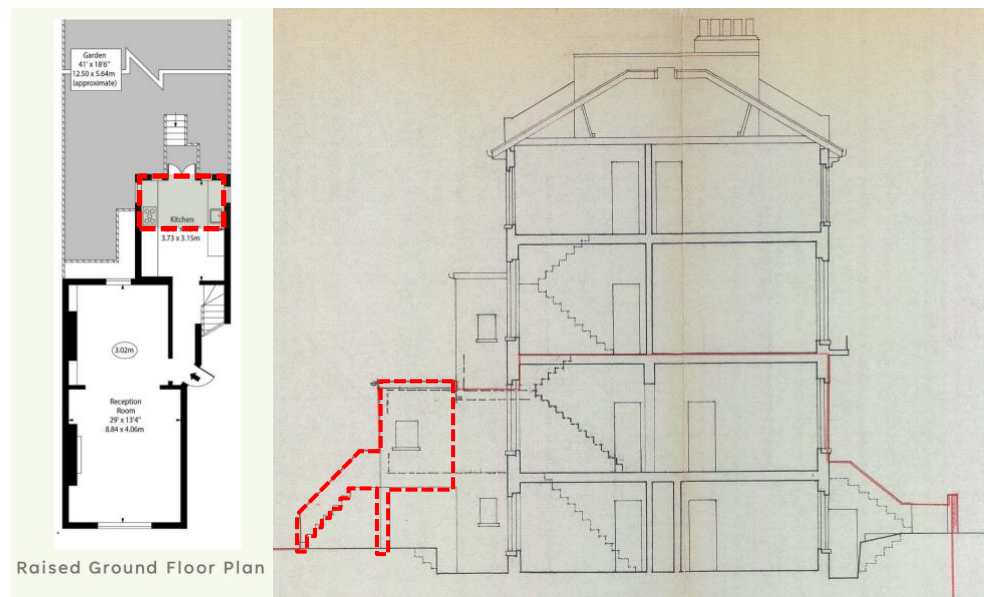 Garden
41' x 18'6"
12.50 x 5.64m
(approximate)
Kitchen
3.73 x 3.15m
3.02m
Reception
Room
29' x 13'4"
8.84 x 4.06m
Raised Ground Floor Plan